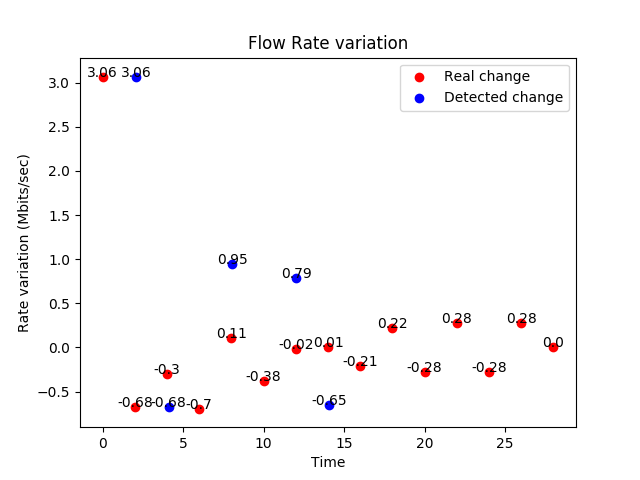 Flow Rate variation
3.06 3.06
Real change
Detected change
3.0
2.5
2.0
1.5
0.95
1.0
0.79
0.5
0.22 0.28 0.28
0.11
-0.02 0.01 0.0
0.0
-0.3 -0.21
-0.38 -0.28 -0.28
−0.5
-0.68 -0.68 -0.7 -0.65
Rate variation (Mbits/sec)
0 5 10 15 20 25
Time